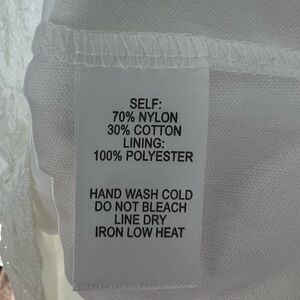 SELF:
70% NYLON
30% COTTON
LINING:
100% POLYESTER
HAND WASH COLD
DO NOT BLEACH
LINE DRY
IRON LOW HEAT